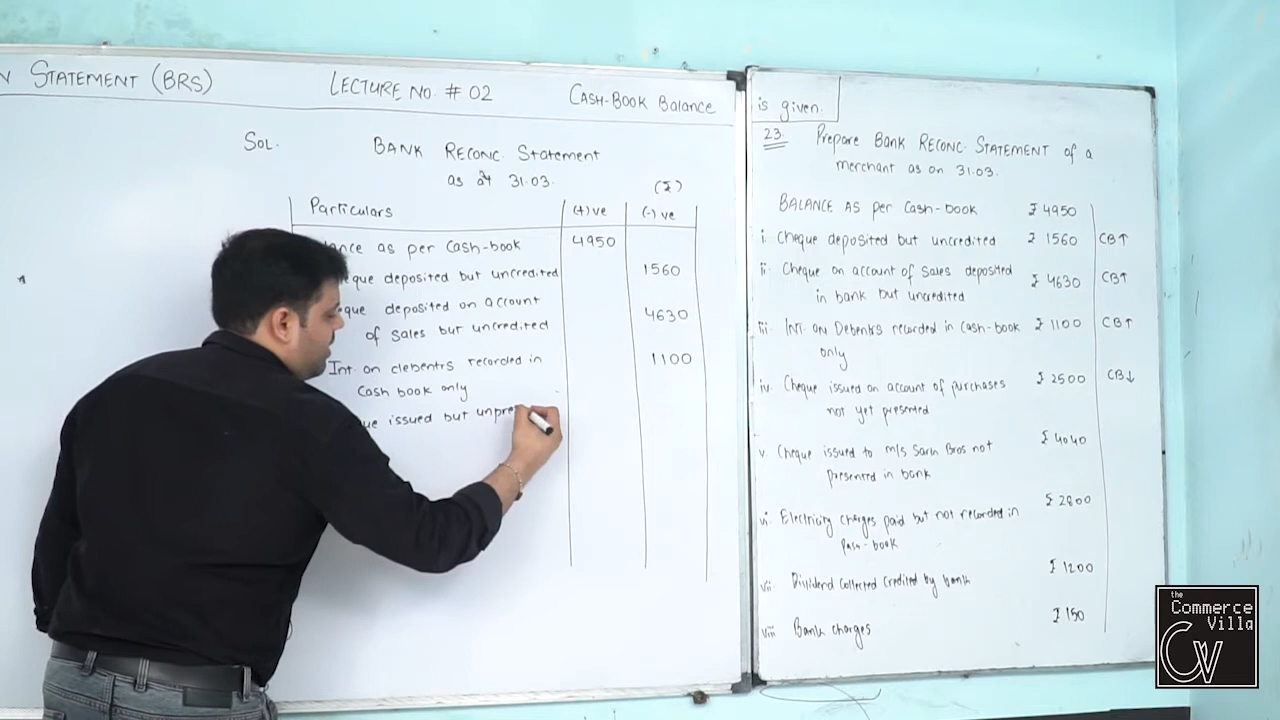 N STATEMENT (BRS) LECTURE NO. # 02 CASH-BOOK Balance
SOL. BANK RECONC. Statement
as at 31.03.
(₹)
Particulars (+)ve (-)ve
lance as per cash-book 4950
que deposited but uncredited 1560
que deposited on account
of sales but uncredited 4630
Int. on debentrs recorded in 1100
Cash book only
que issued but unpre
is given.
23. Prepare BANK RECONC. STATEMENT of a
merchant as on 31.03.
BALANCE AS per Cash-book ₹ 4950
i. Cheque deposited but uncredited ₹ 1560 CB↑
ii. Cheque on account of sales deposited ₹ 4630 CB↑
in bank but uncredited
iii. Int. on Debentrs recorded in cash-book ₹ 1100 CB↑
only
iv. Cheque issued on account of purchases ₹ 2500 CB↓
not yet presented
v. Cheque issued to m/s Bros not ₹ 4040
presented in bank
vi. Electricity charges paid but not recorded in ₹ 2800
Pass-book
vii Dividend collected credited by bank ₹ 1200
viii Bank charges ₹ 150
the
Commerce
Villa
CV